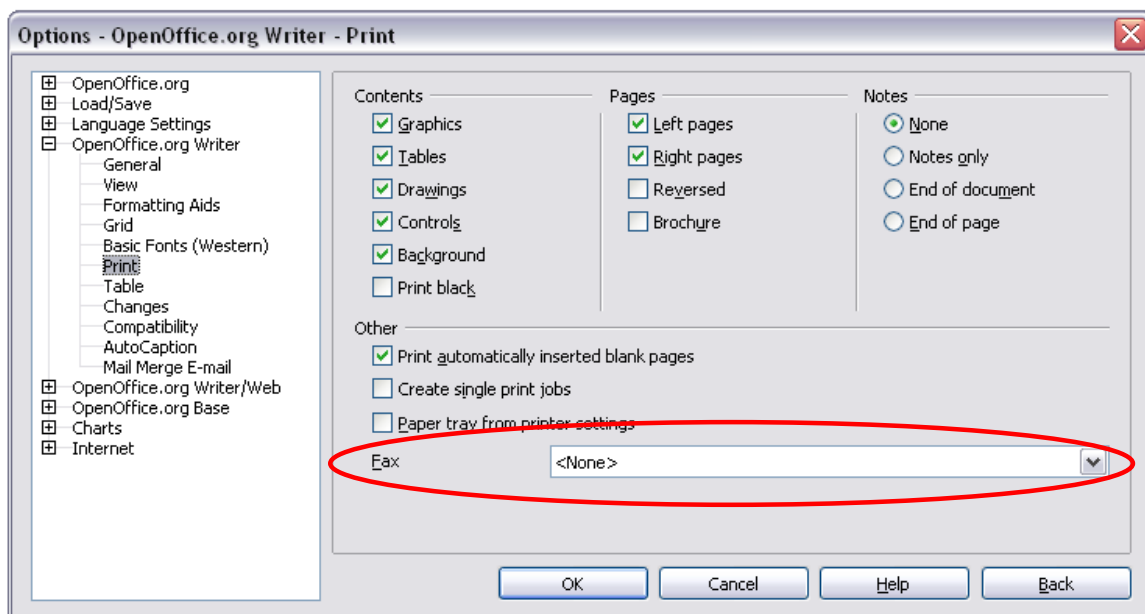 Options - OpenOffice.org Writer - Print
OpenOffice.org
Load/Save
Language Settings
OpenOffice.org Writer
General
View
Formatting Aids
Grid
Basic Fonts (Western)
Print
Table
Changes
Compatibility
AutoCaption
Mail Merge E-mail
OpenOffice.org Writer/Web
OpenOffice.org Base
Charts
Internet
Contents
Graphics
Tables
Drawings
Controls
Background
Print black
Pages
Left pages
Right pages
Reversed
Brochure
Notes
None
Notes only
End of document
End of page
Other
Print automatically inserted blank pages
Create single print jobs
Paper tray from printer settings
Fax
<None>
OK
Cancel
Help
Back